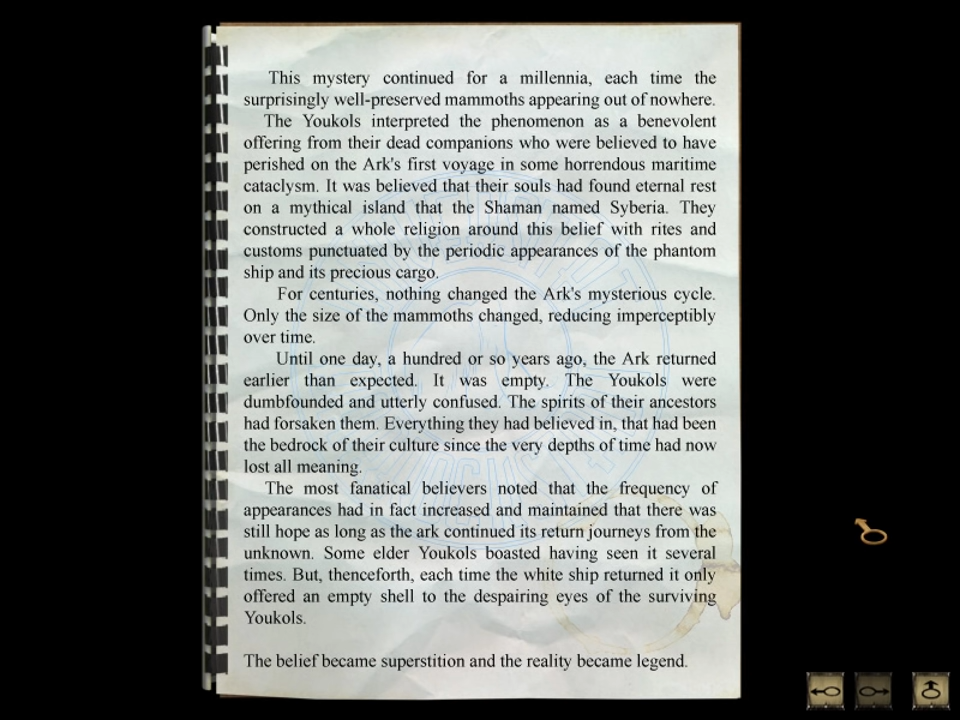 This mystery continued for a millennia, each time the
surprisingly well-preserved mammoths appearing out of nowhere.
The Youkols interpreted the phenomenon as a benevolent
offering from their dead companions who were believed to have
perished on the Ark's first voyage in some horrendous maritime
cataclysm. It was believed that their souls had found eternal rest
on a mythical island that the Shaman named Syberia. They
constructed a whole religion around this belief with rites and
customs punctuated by the periodic appearances of the phantom
ship and its precious cargo.
For centuries, nothing changed the Ark's mysterious cycle.
Only the size of the mammoths changed, reducing imperceptibly
over time.
Until one day, a hundred or so years ago, the Ark returned
earlier than expected. It was empty. The Youkols were
dumbfounded and utterly confused. The spirits of their ancestors
had forsaken them. Everything they had believed in, that had been
the bedrock of their culture since the very depths of time had now
lost all meaning.
The most fanatical believers noted that the frequency of
appearances had in fact increased and maintained that there was
still hope as long as the ark continued its return journeys from the
unknown. Some elder Youkols boasted having seen it several
times. But, thenceforth, each time the white ship returned it only
offered an empty shell to the despairing eyes of the surviving
Youkols.
The belief became superstition and the reality became legend.